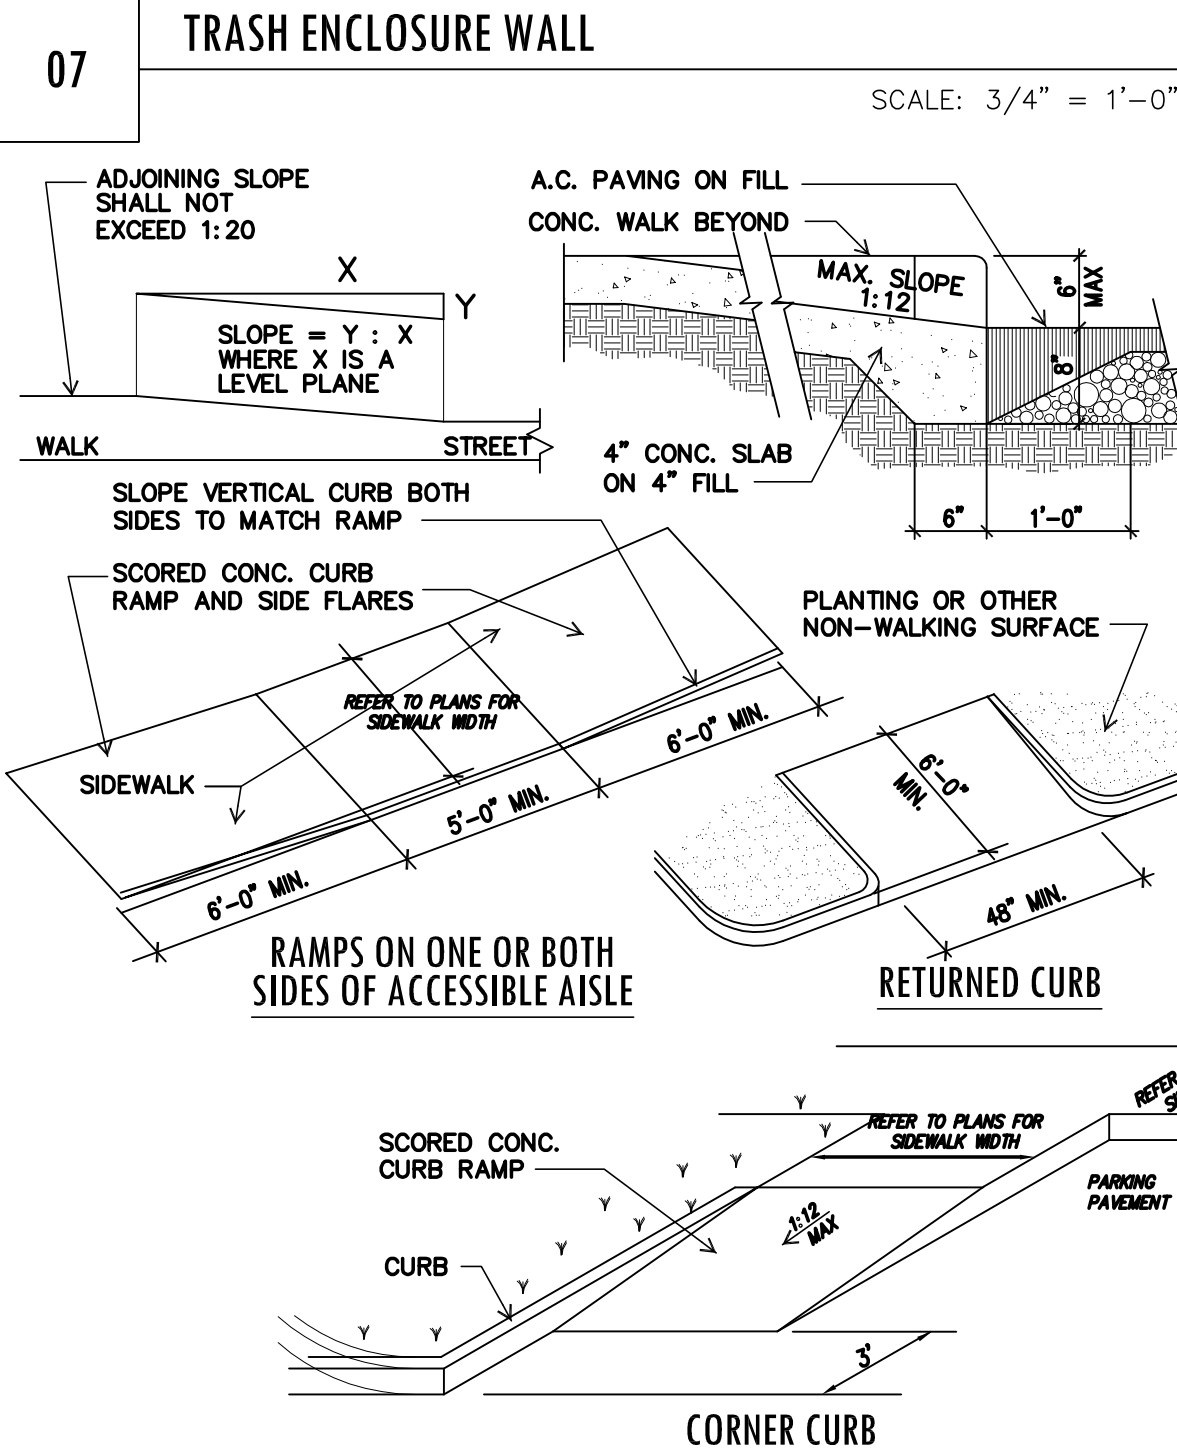 TRASH ENCLOSURE WALL
07
SCALE: 3/4" = 1'-0"
ADJOINING SLOPE
SHALL NOT
EXCEED 1:20
X
Y
SLOPE = Y : X
WHERE X IS A
LEVEL PLANE
WALK
STREET
A.C. PAVING ON FILL
CONC. WALK BEYOND
MAX. SLOPE
1:12
6"
MAX
8"
4" CONC. SLAB
ON 4" FILL
6"
1'-0"
SLOPE VERTICAL CURB BOTH
SIDES TO MATCH RAMP
SCORED CONC. CURB
RAMP AND SIDE FLARES
REFER TO PLANS FOR
SIDEWALK WIDTH
SIDEWALK
6'-0" MIN.
5'-0" MIN.
6'-0" MIN.
RAMPS ON ONE OR BOTH
SIDES OF ACCESSIBLE AISLE
PLANTING OR OTHER
NON-WALKING SURFACE
6'-0"
MIN.
48" MIN.
RETURNED CURB
SCORED CONC.
CURB RAMP
CURB
REFER TO PLANS FOR
SIDEWALK WIDTH
1:12
MAX
REFER
PARKING
PAVEMENT
3'
CORNER CURB